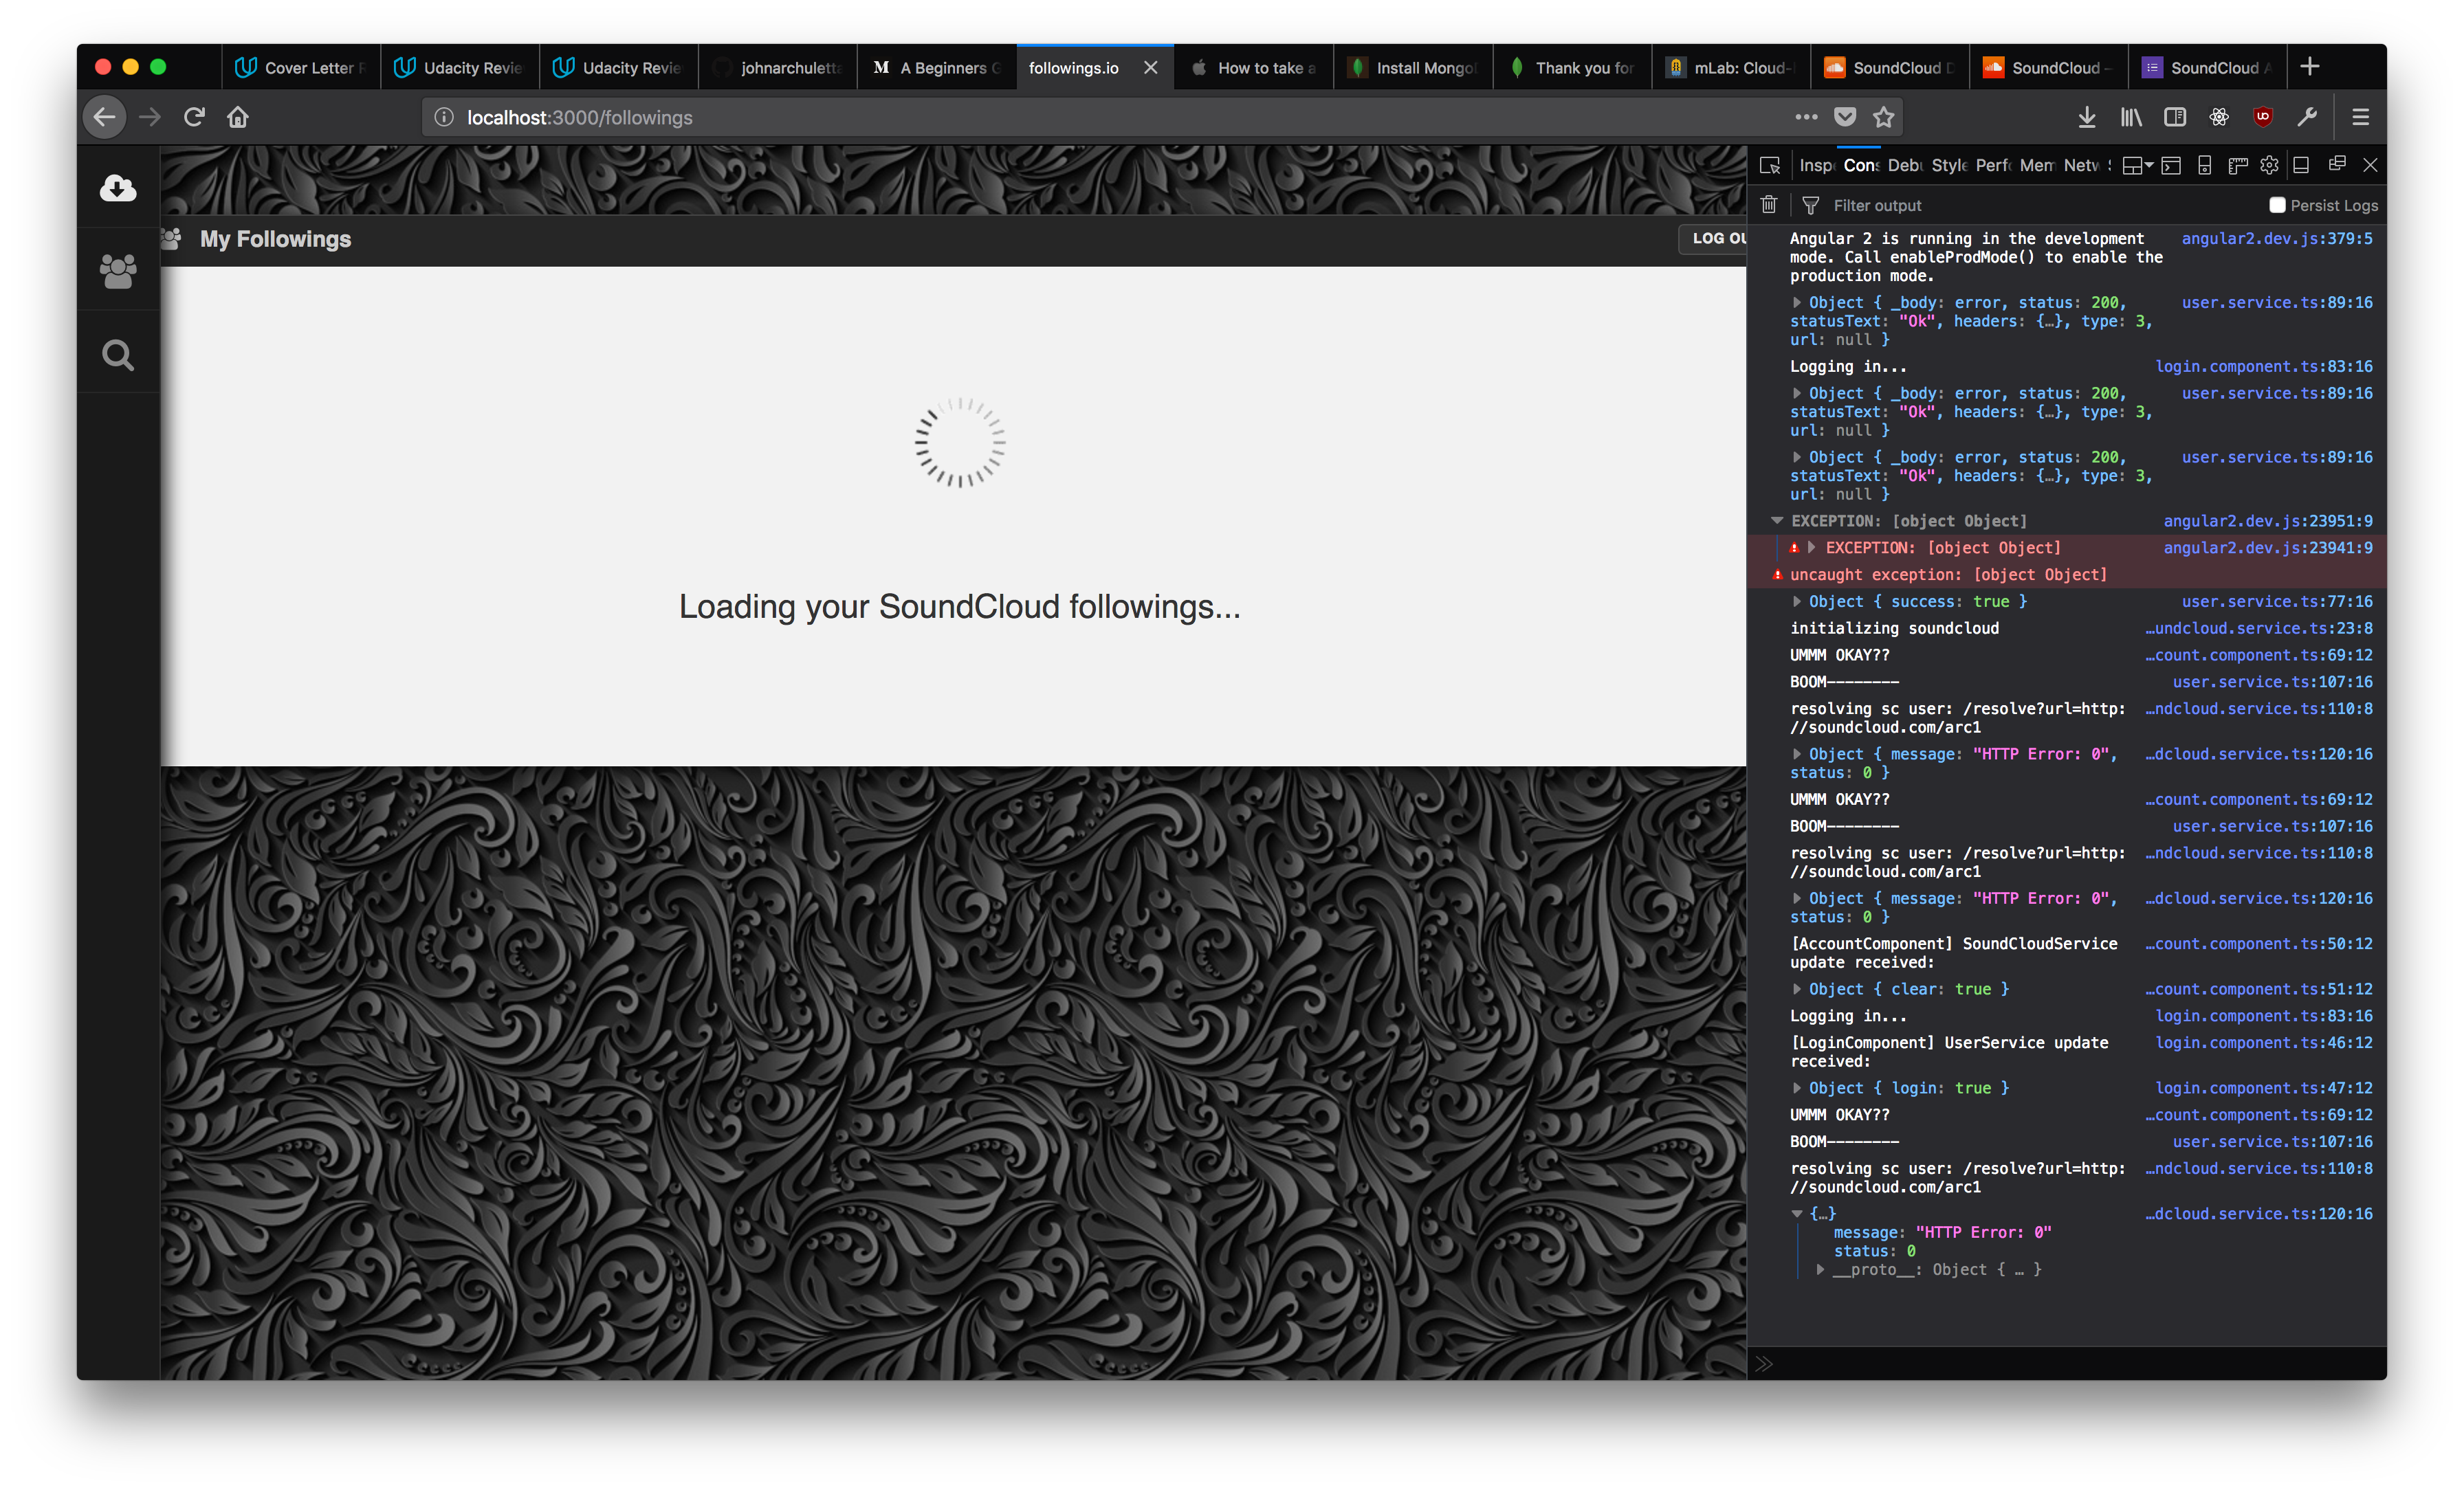 Cover Letter R
Udacity Revie
Udacity Revie
johnarchuletta
M A Beginners G
followings.io
How to take a
Install MongoD
Thank you for
mLab: Cloud-
SoundCloud D
SoundCloud –
SoundCloud A
localhost:3000/followings
My Followings
LOG OU
Loading your SoundCloud followings...
Insp Cons Debu Style Perfo Mem Netw
Filter output
Persist Logs
Angular 2 is running in the development angular2.dev.js:379:5
mode. Call enableProdMode() to enable the
production mode.
Object { _body: error, status: 200, user.service.ts:89:16
statusText: "Ok", headers: {…}, type: 3,
url: null }
Logging in... login.component.ts:83:16
Object { _body: error, status: 200, user.service.ts:89:16
statusText: "Ok", headers: {…}, type: 3,
url: null }
Object { _body: error, status: 200, user.service.ts:89:16
statusText: "Ok", headers: {…}, type: 3,
url: null }
EXCEPTION: [object Object] angular2.dev.js:23951:9
EXCEPTION: [object Object] angular2.dev.js:23941:9
uncaught exception: [object Object]
Object { success: true } user.service.ts:77:16
initializing soundcloud …undcloud.service.ts:23:8
UMMM OKAY?? …count.component.ts:69:12
BOOM-------- user.service.ts:107:16
resolving sc user: /resolve?url=http: …ndcloud.service.ts:110:8
//soundcloud.com/arc1
Object { message: "HTTP Error: 0", …dcloud.service.ts:120:16
status: 0 }
UMMM OKAY?? …count.component.ts:69:12
BOOM-------- user.service.ts:107:16
resolving sc user: /resolve?url=http: …ndcloud.service.ts:110:8
//soundcloud.com/arc1
Object { message: "HTTP Error: 0", …dcloud.service.ts:120:16
status: 0 }
[AccountComponent] SoundCloudService …count.component.ts:50:12
update received:
Object { clear: true } …count.component.ts:51:12
Logging in... login.component.ts:83:16
[LoginComponent] UserService update login.component.ts:46:12
received:
Object { login: true } login.component.ts:47:12
UMMM OKAY?? …count.component.ts:69:12
BOOM-------- user.service.ts:107:16
resolving sc user: /resolve?url=http: …ndcloud.service.ts:110:8
//soundcloud.com/arc1
{…} …dcloud.service.ts:120:16
message: "HTTP Error: 0"
status: 0
__proto__: Object { … }